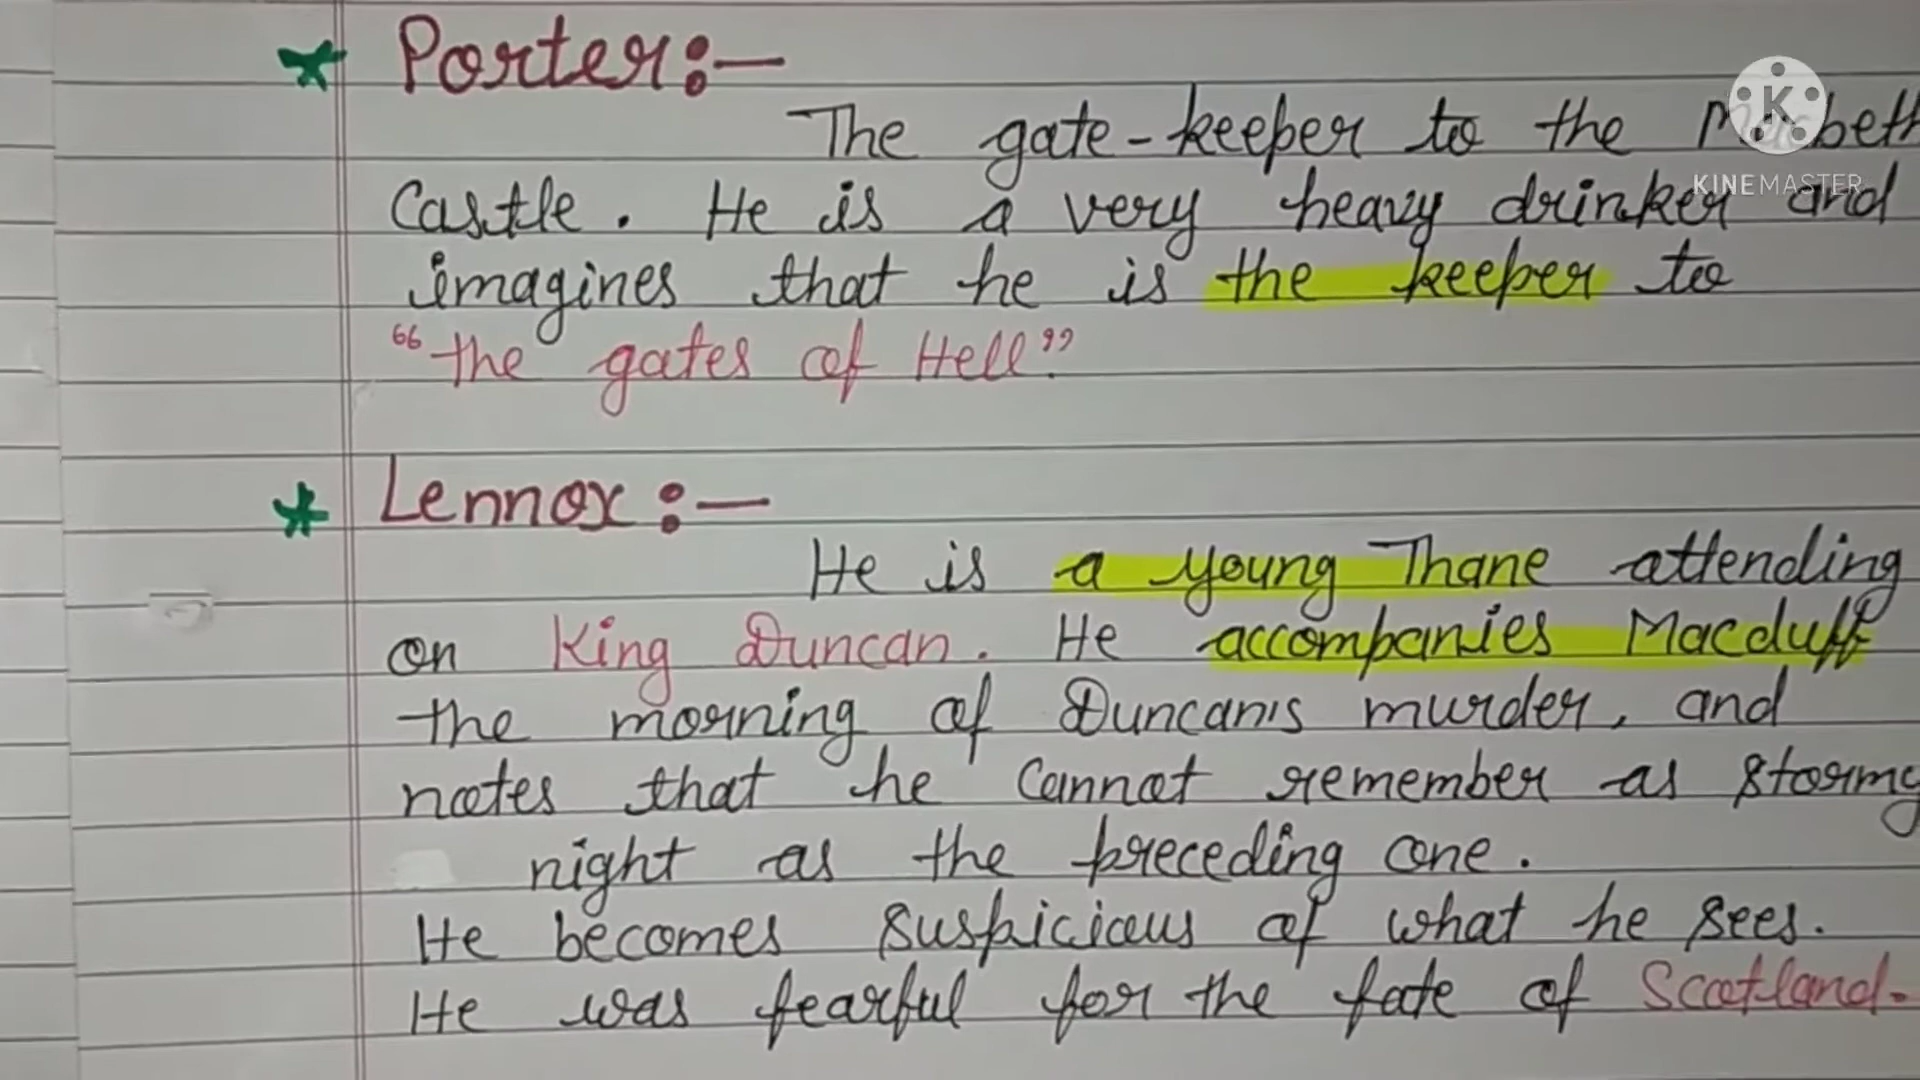 * Porter:-
The gate-keeper to the Macbeth
Castle. He is a very heavy drinker and
imagines that he is the keeper to
"the gates of Hell".
* Lennox:-
He is a young Thane attending
on King Duncan. He accompanies Macduff
the morning of Duncan's murder, and
notes that he cannot remember as stormy
night as the preceding one.
He becomes suspicious of what he sees.
He was fearful for the fate of Scotland.
K
KINEMASTER